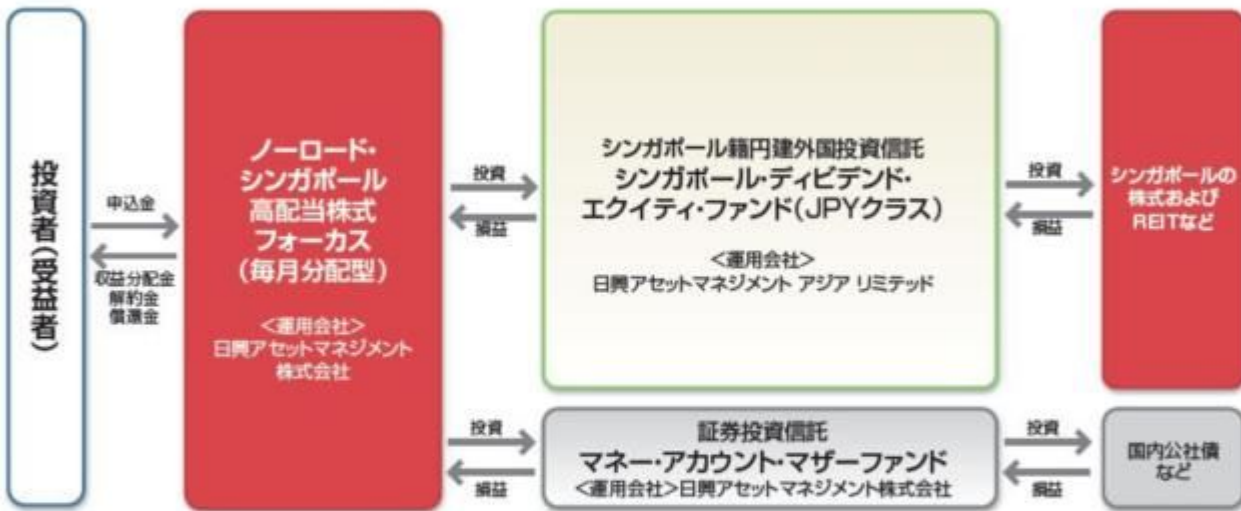 投資者(受益者)
申込金
収益分配金
解約金
償還金
ノーロード・
シンガポール
高配当株式
フォーカス
(毎月分配型)
<運用会社>
日興アセットマネジメント
株式会社
投資
損益
シンガポール籍円建外国投資信託
シンガポール・ディビデンド・
エクイティ・ファンド(JPYクラス)
<運用会社>
日興アセットマネジメント アジア リミテッド
投資
損益
シンガポールの
株式および
REITなど
投資
損益
証券投資信託
マネー・アカウント・マザーファンド
<運用会社>日興アセットマネジメント株式会社
投資
損益
国内公社債
など